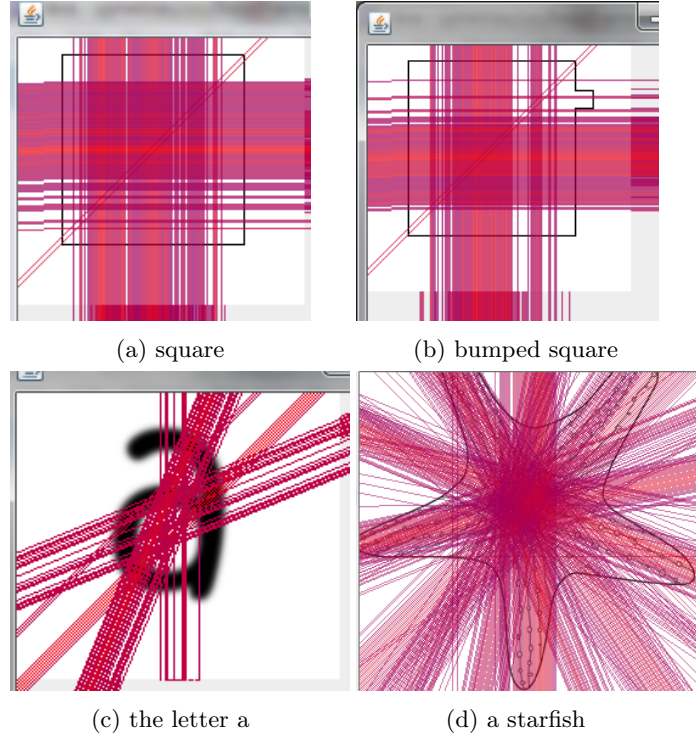 (a) square
(b) bumped square
(c) the letter a
(d) a starfish